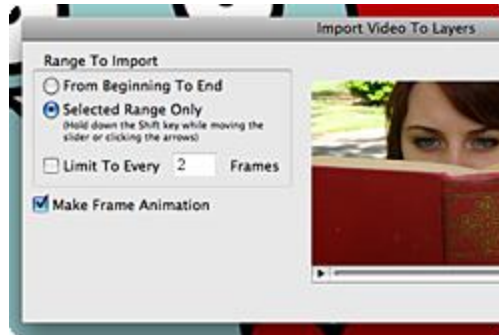 Import Video To Layers
Range To Import
From Beginning To End
Selected Range Only
(Hold down the Shift key while moving the
slider or clicking the arrows)
Limit To Every 2 Frames
Make Frame Animation